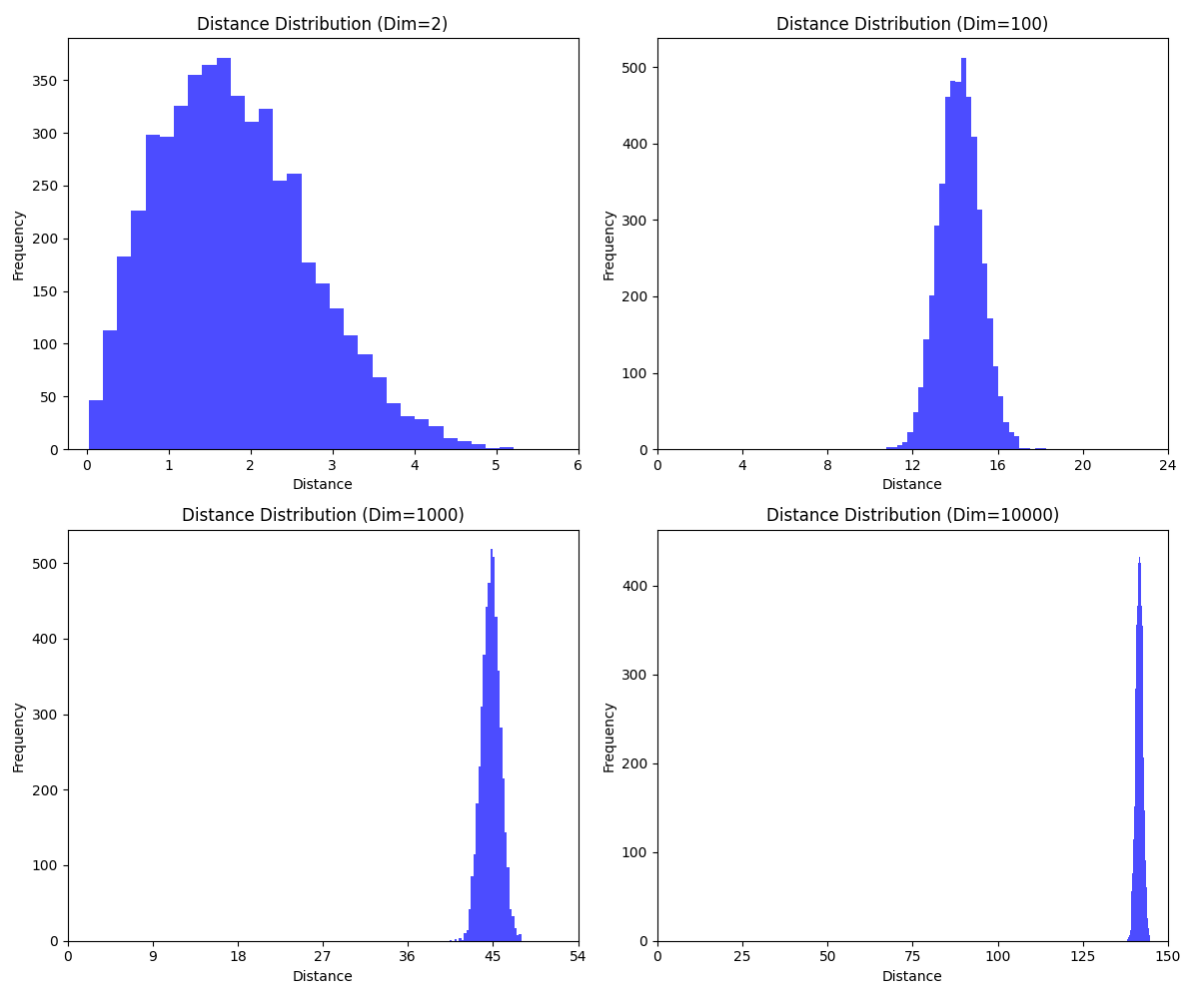 Distance Distribution (Dim=2)
Frequency
350
300
250
200
150
100
50
0
0 1 2 3 4 5 6
Distance
Distance Distribution (Dim=100)
Frequency
500
400
300
200
100
0
0 4 8 12 16 20 24
Distance
Distance Distribution (Dim=1000)
Frequency
500
400
300
200
100
0
0 9 18 27 36 45 54
Distance
Distance Distribution (Dim=10000)
Frequency
400
300
200
100
0
0 25 50 75 100 125 150
Distance